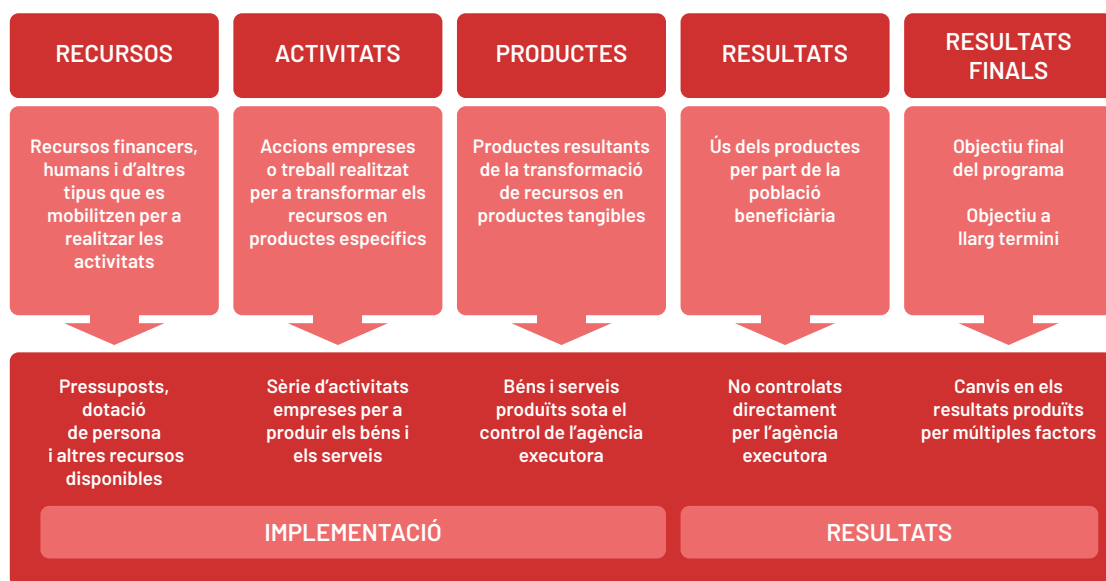 RECURSOS
ACTIVITATS
PRODUCTES
RESULTATS
RESULTATS
FINALS
Recursos financers,
humans i d'altres
tipus que es
mobilitzen per a
realitzar les
activitats
Accions empreses
o treball realitzat
per a transformar els
recursos en
productes específics
Productes resultants
de la transformació
de recursos en
productes tangibles
Ús dels productes
per part de la
població
beneficiària
Objectiu final
del programa
Objectiu a
llarg termini
Pressuposts,
dotació
de persona
i altres recursos
disponibles
Sèrie d'activitats
empreses per a
produir els béns i
els serveis
Béns i serveis
produïts sota el
control de l'agència
executora
No controlats
directament
per l'agència
executora
Canvis en els
resultats produïts
per múltiples factors
IMPLEMENTACIÓ
RESULTATS